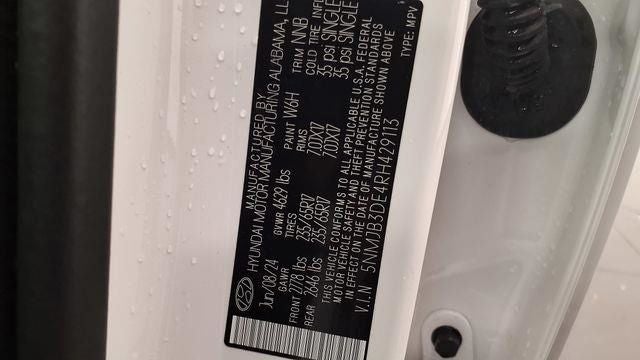 MANUFACTURED BY
HYUNDAI MOTOR MANUFACTURING ALABAMA, LL
Jun/08/24 GVWR 4629 lbs PAINT W6H TRIM NNB
GAWR TIRES RIMS COLD TIRE INFL
FRONT 2778 lbs 235/65R17 7.0JX17 35 psi SINGLE
REAR 2646 lbs 235/65R17 7.0JX17 35 psi SINGLE
THIS VEHICLE CONFORMS TO ALL APPLICABLE U.S.A. FEDERAL
MOTOR VEHICLE SAFETY AND THEFT PREVENTION STANDARDS
IN EFFECT ON THE DATE OF MANUFACTURE SHOWN ABOVE
V.I.N 5NMJB3DE4RH429113 TYPE: MPV